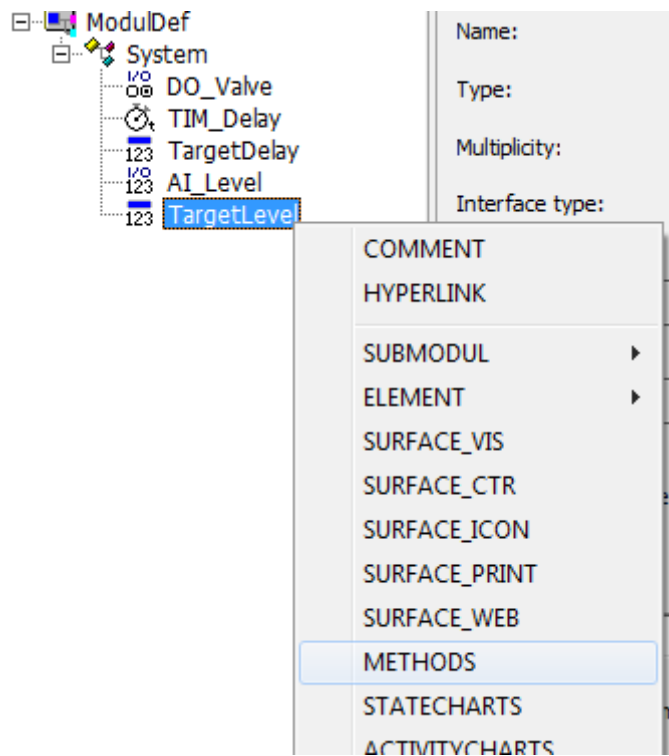 ModulDef
System
DO_Valve
TIM_Delay
TargetDelay
AI_Level
TargetLevel
Name:
Type:
Multiplicity:
Interface type:
COMMENT
HYPERLINK
SUBMODUL
ELEMENT
SURFACE_VIS
SURFACE_CTR
SURFACE_ICON
SURFACE_PRINT
SURFACE_WEB
METHODS
STATECHARTS
ACTIVITYCHARTS